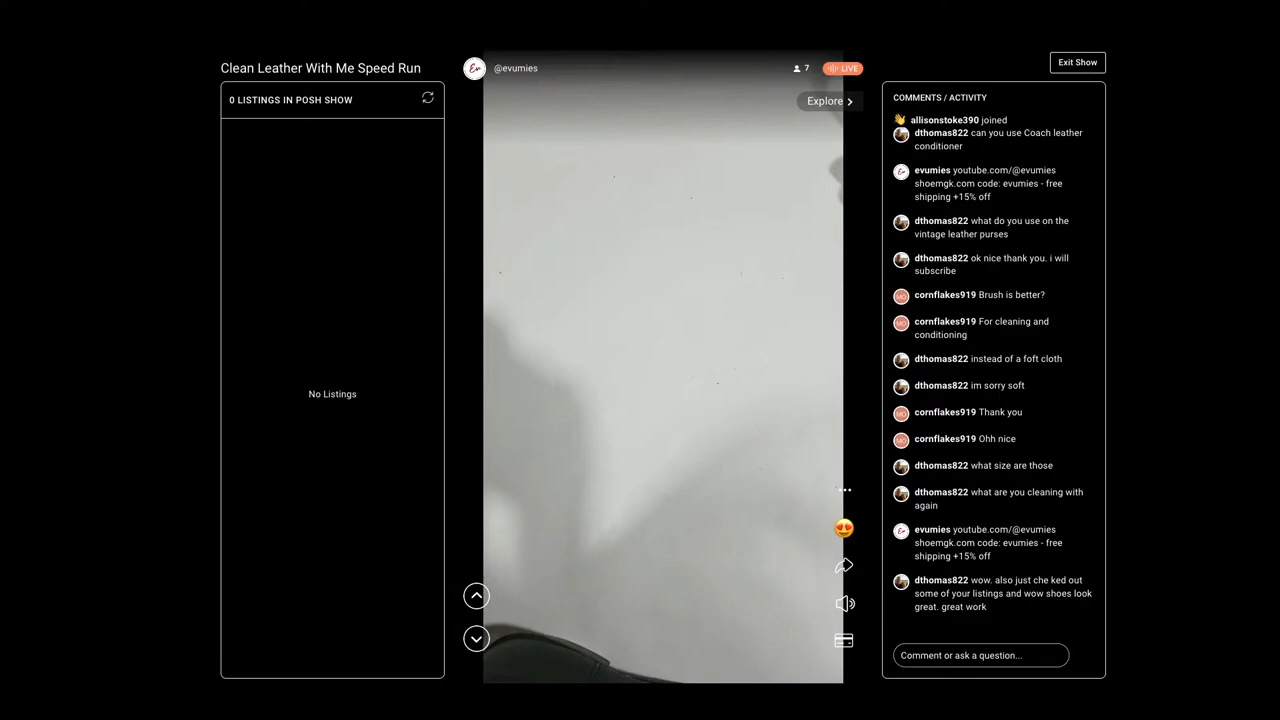 Clean Leather With Me Speed Run
0 LISTINGS IN POSH SHOW
No Listings
Ev
@evumies
7
LIVE
Explore
Exit Show
COMMENTS / ACTIVITY
allisonstoke390 joined
dthomas822 can you use Coach leather
conditioner
evumies youtube.com/@evumies
shoemgk.com code: evumies - free
shipping +15% off
dthomas822 what do you use on the
vintage leather purses
dthomas822 ok nice thank you. i will
subscribe
MO
cornflakes919 Brush is better?
MO
cornflakes919 For cleaning and
conditioning
dthomas822 instead of a foft cloth
dthomas822 im sorry soft
MO
cornflakes919 Thank you
MO
cornflakes919 Ohh nice
dthomas822 what size are those
dthomas822 what are you cleaning with
again
evumies youtube.com/@evumies
shoemgk.com code: evumies - free
shipping +15% off
dthomas822 wow. also just che ked out
some of your listings and wow shoes look
great. great work
Comment or ask a question...